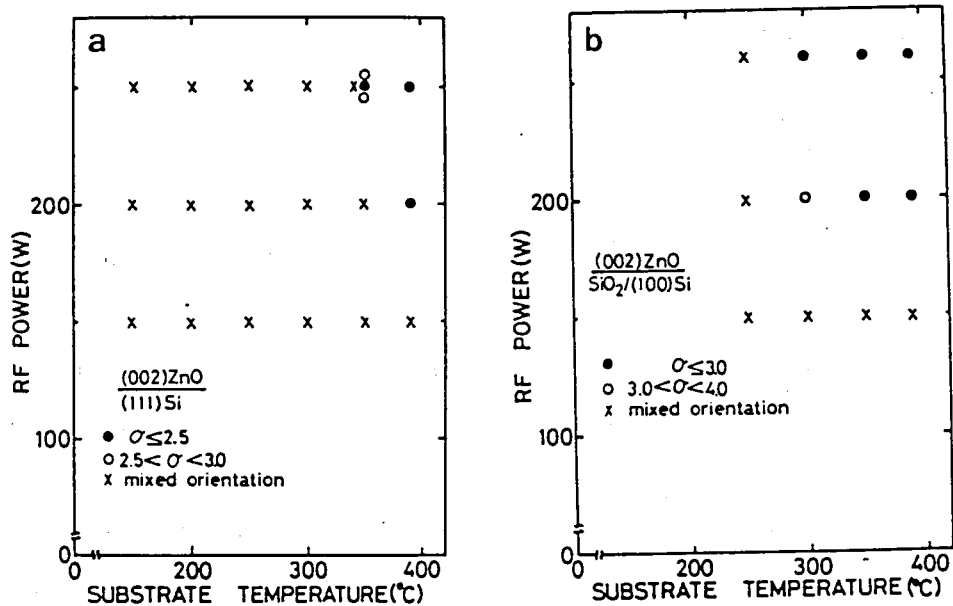 a
RF POWER(W)
200
100
0
(002)ZnO
(111)Si
● σ≤2.5
○ 2.5<σ<3.0
x mixed orientation
200 300 400
SUBSTRATE TEMPERATURE(°C)
b
RF POWER(W)
200
100
0
(002)ZnO
SiO₂/(100)Si
● σ≤3.0
○ 3.0<σ<4.0
x mixed orientation
200 300 400
SUBSTRATE TEMPERATURE(°C)